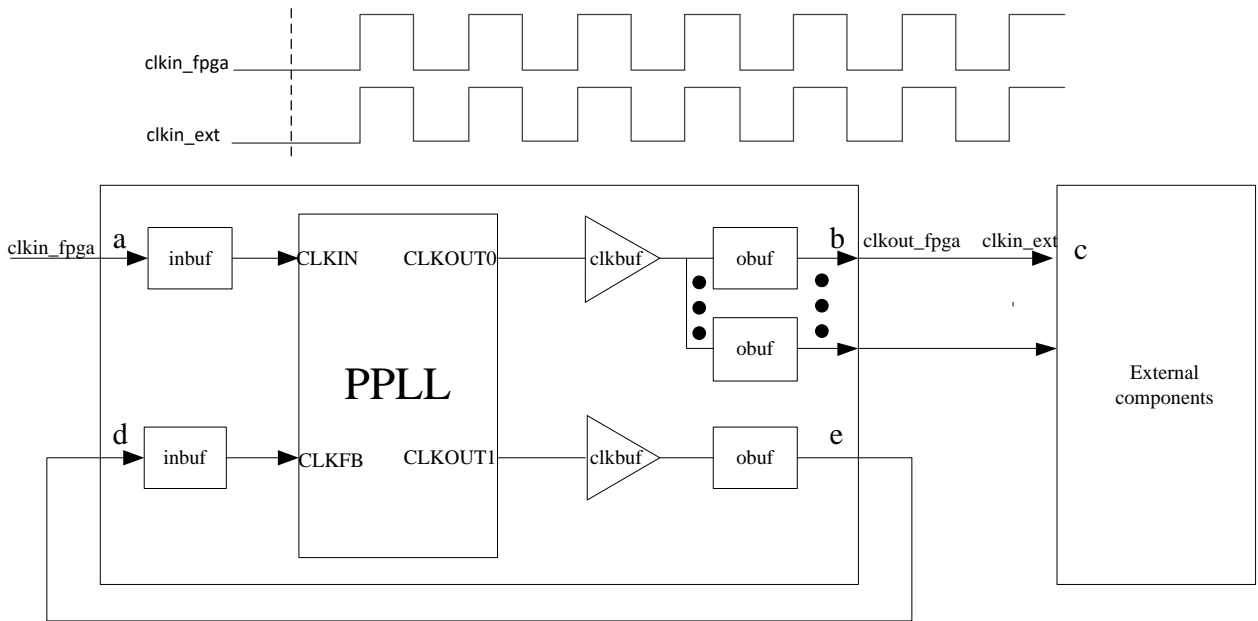 clkin_fpga
clkin_ext
clkin_fpga
a
inbuf
CLKIN
CLKOUT0
clkbuf
obuf
b
clkout_fpga
clkin_ext
c
obuf
PPLL
External
components
d
inbuf
CLKFB
CLKOUT1
clkbuf
obuf
e